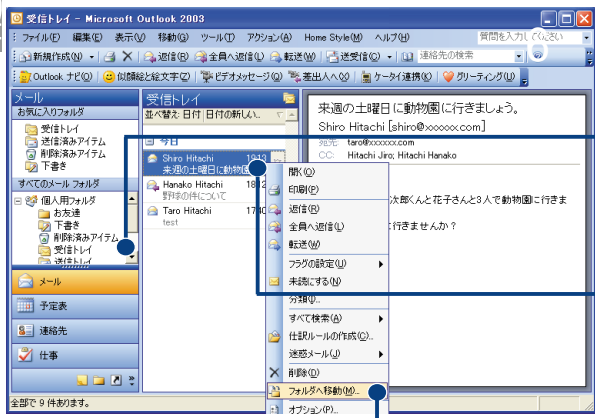 受信トレイ - Microsoft Outlook 2003
ファイル(F) 編集(E) 表示(V) 移動(G) ツール(T) アクション(A) Home Style(M) ヘルプ(H) 質問を入力してください
新規作成(N) 返信(R) 全員へ返信(L) 転送(W) 送受信(C) 連絡先の検索
Outlook ナビ(Q) 似顔絵と絵文字(Z) ビデオメッセージ(Q) 差出人へ(X) ケータイ連携(K) グリーティング(U)
メール
お気に入りフォルダ
受信トレイ
送信済みアイテム
削除済みアイテム
下書き
すべてのメール フォルダ
個人用フォルダ
お友達
下書き
削除済みアイテム
受信トレイ
送信済みアイテム
メール
予定表
連絡先
仕事
全部で 9 件あります。
受信トレイ
並べ替え: 日付 日付の新しい...
今日
Shiro Hitachi 19:13
来週の土曜日に動物園
Hanako Hitachi
野球の件について
Taro Hitachi
test
来週の土曜日に動物園に行きましょう。
Shiro Hitachi [shiro@xxxxxx.com]
宛先: taro@xxxxxx.com
CC: Hitachi Jiro; Hitachi Hanako
次郎くんと花子さんと3人で動物園に行きま
行きませんか？
開く(O)
印刷(P)
返信(R)
全員へ返信(L)
転送(W)
フラグの設定(U)
未読にする(N)
分類(I)...
すべて検索(A)
仕訳ルールの作成(C)...
迷惑メール(J)
削除(D)
フォルダへ移動(M)...
オプション(P)...